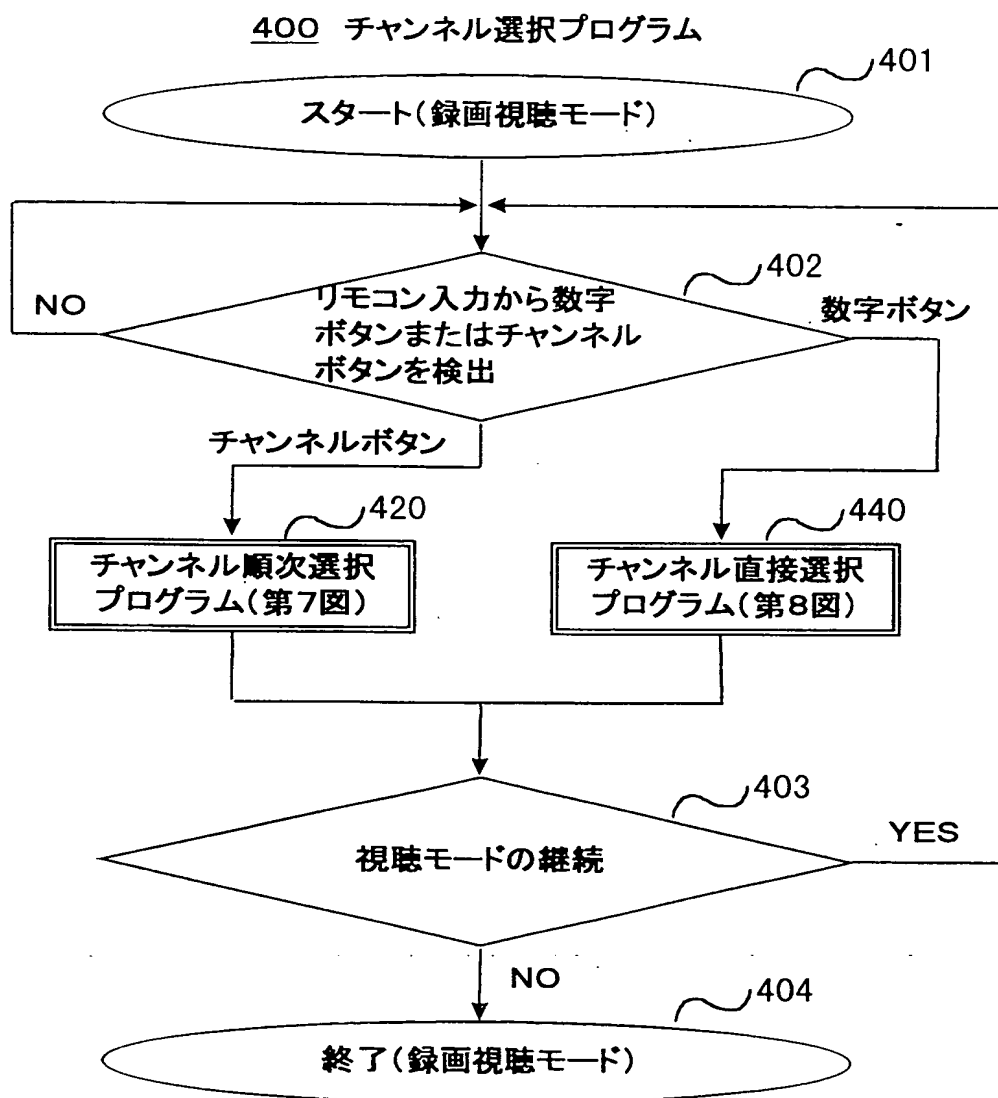 400 チャンネル選択プログラム
401
スタート(録画視聴モード)
402
NO
リモコン入力から数字
ボタンまたはチャンネル
ボタンを検出
数字ボタン
チャンネルボタン
420
チャンネル順次選択
プログラム(第7図)
440
チャンネル直接選択
プログラム(第8図)
403
視聴モードの継続
YES
NO
404
終了(録画視聴モード)